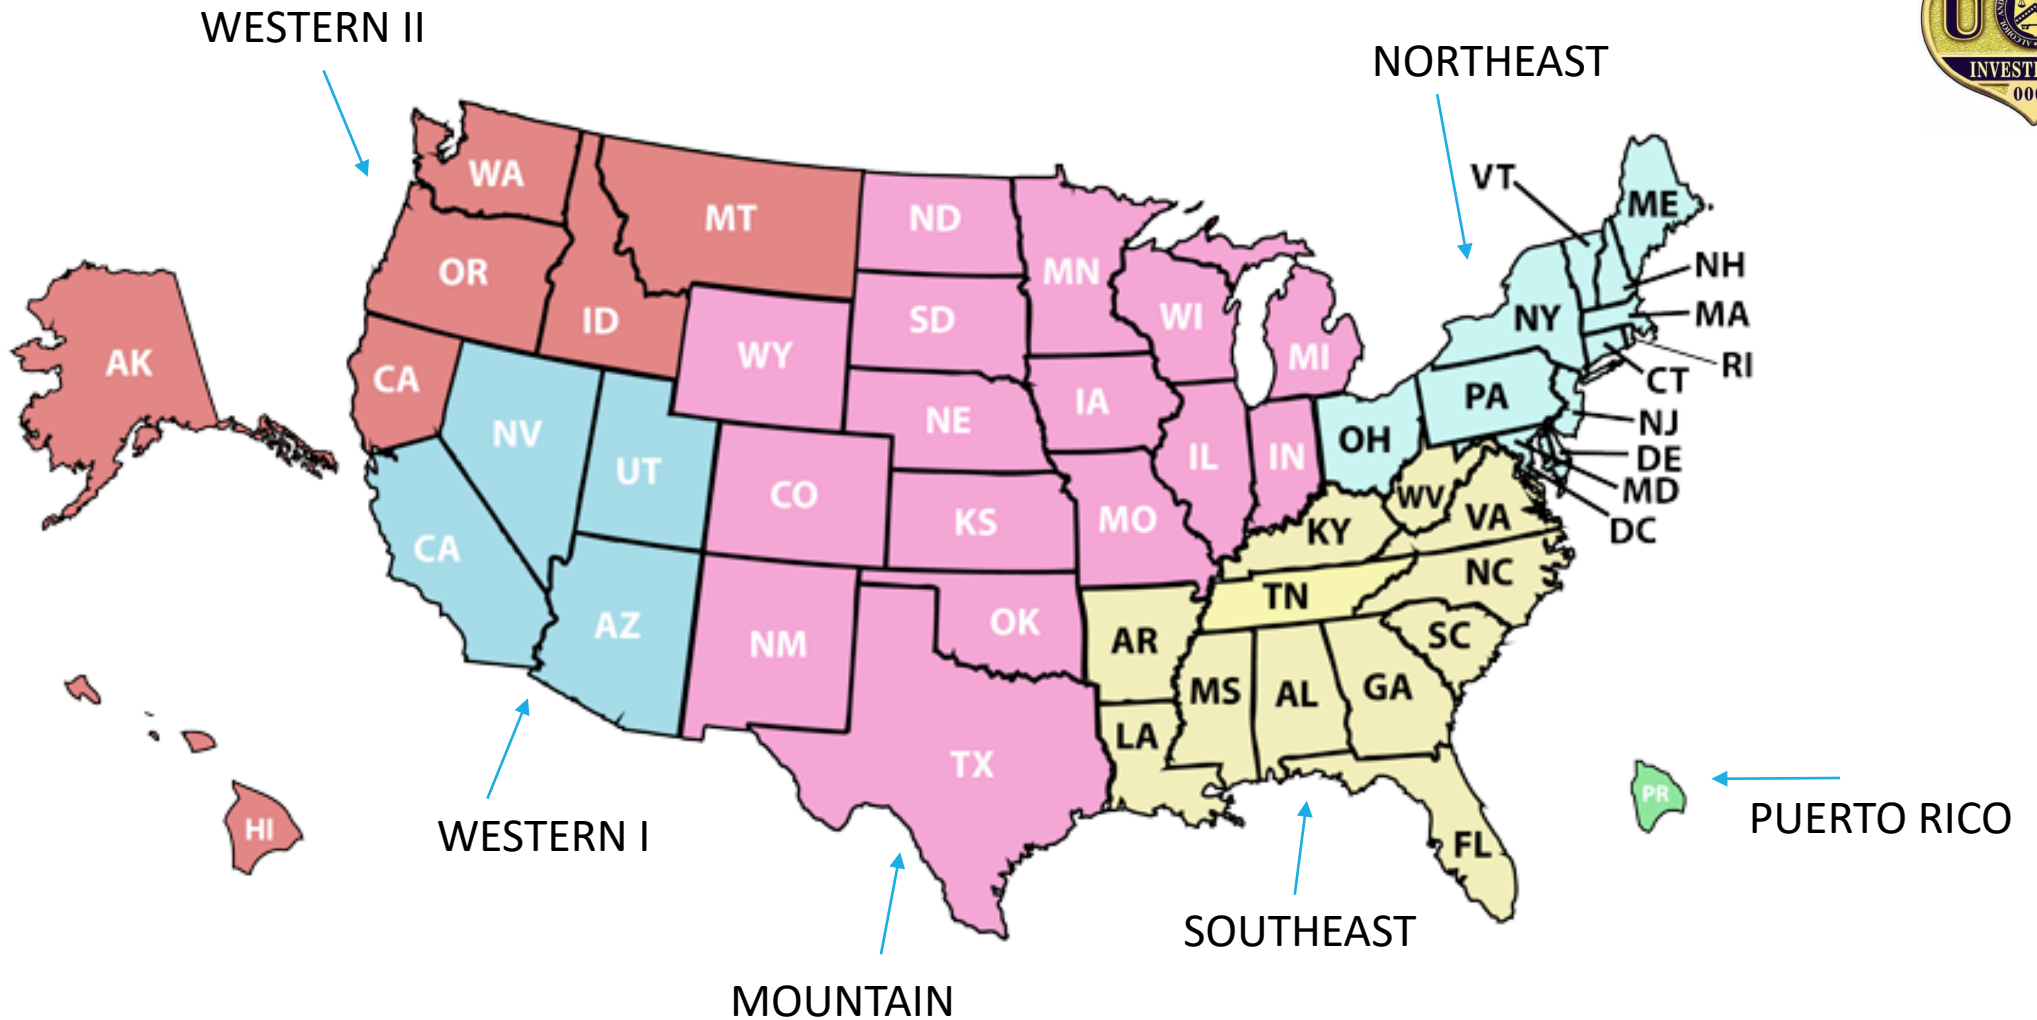 WESTERN II
NORTHEAST
WA
MT
ND
MN
VT
ME
OR
ID
SD
WI
MI
NY
NH
MA
RI
CT
AK
CA
WY
NE
IA
PA
NJ
NV
UT
CO
KS
MO
IL
IN
OH
DE
MD
DC
WV
VA
KY
CA
AZ
NM
OK
AR
TN
NC
SC
MS
AL
GA
LA
TX
FL
HI
PR
PUERTO RICO
WESTERN I
SOUTHEAST
MOUNTAIN